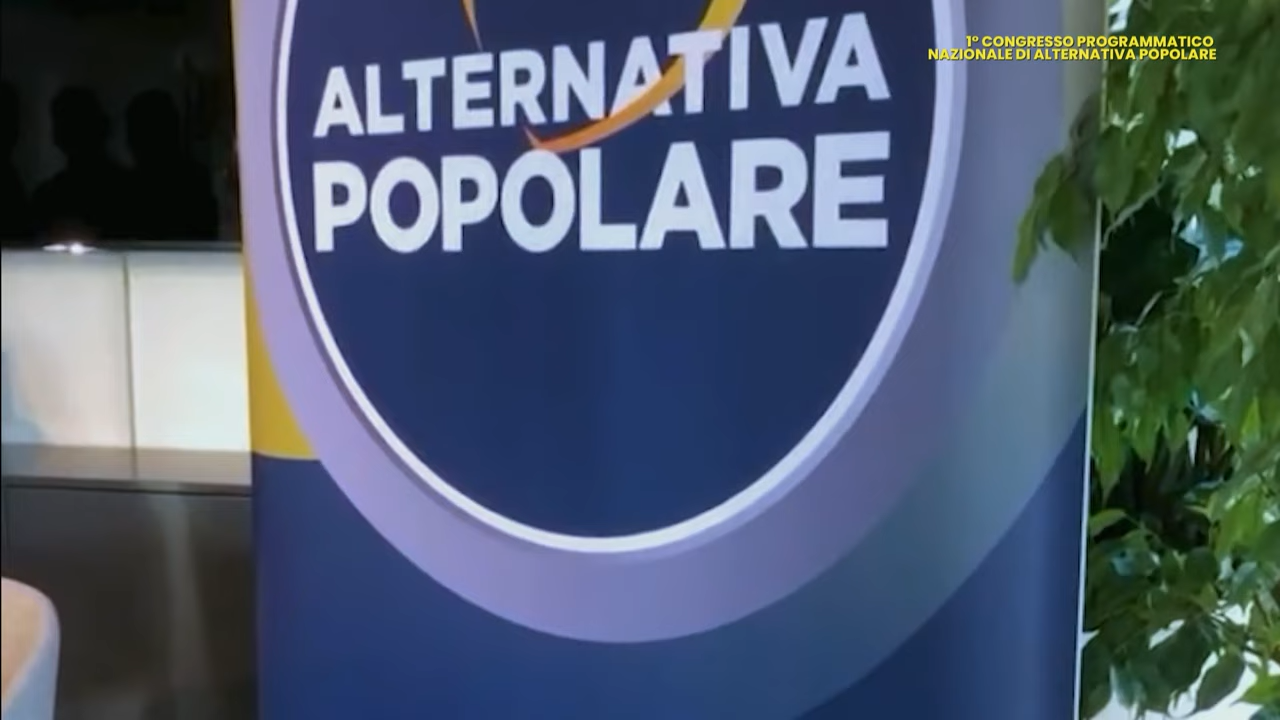 1° CONGRESSO PROGRAMMATICO
NAZIONALE DI ALTERNATIVA POPOLARE
ALTERNATIVA
POPOLARE